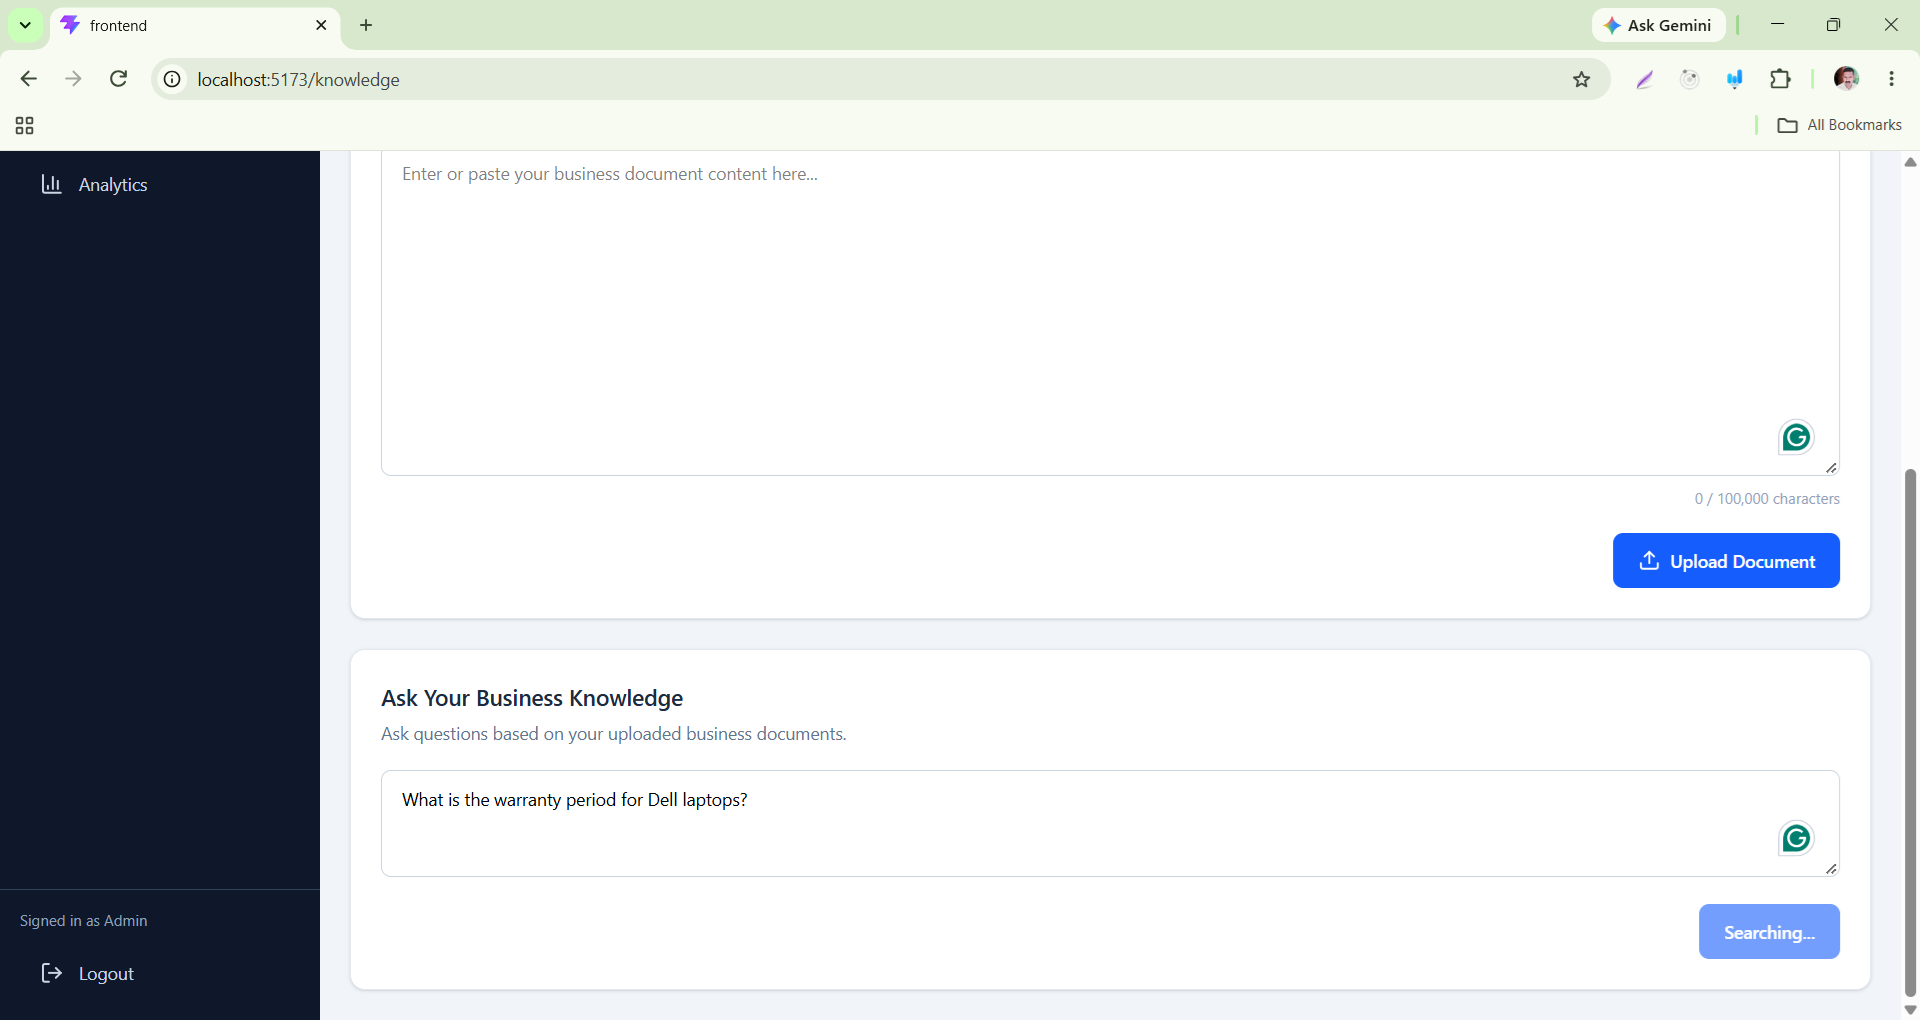 frontend
Ask Gemini
localhost:5173/knowledge
All Bookmarks
Analytics
Enter or paste your business document content here...
0 / 100,000 characters
Upload Document
Ask Your Business Knowledge
Ask questions based on your uploaded business documents.
What is the warranty period for Dell laptops?
Searching...
Signed in as Admin
Logout